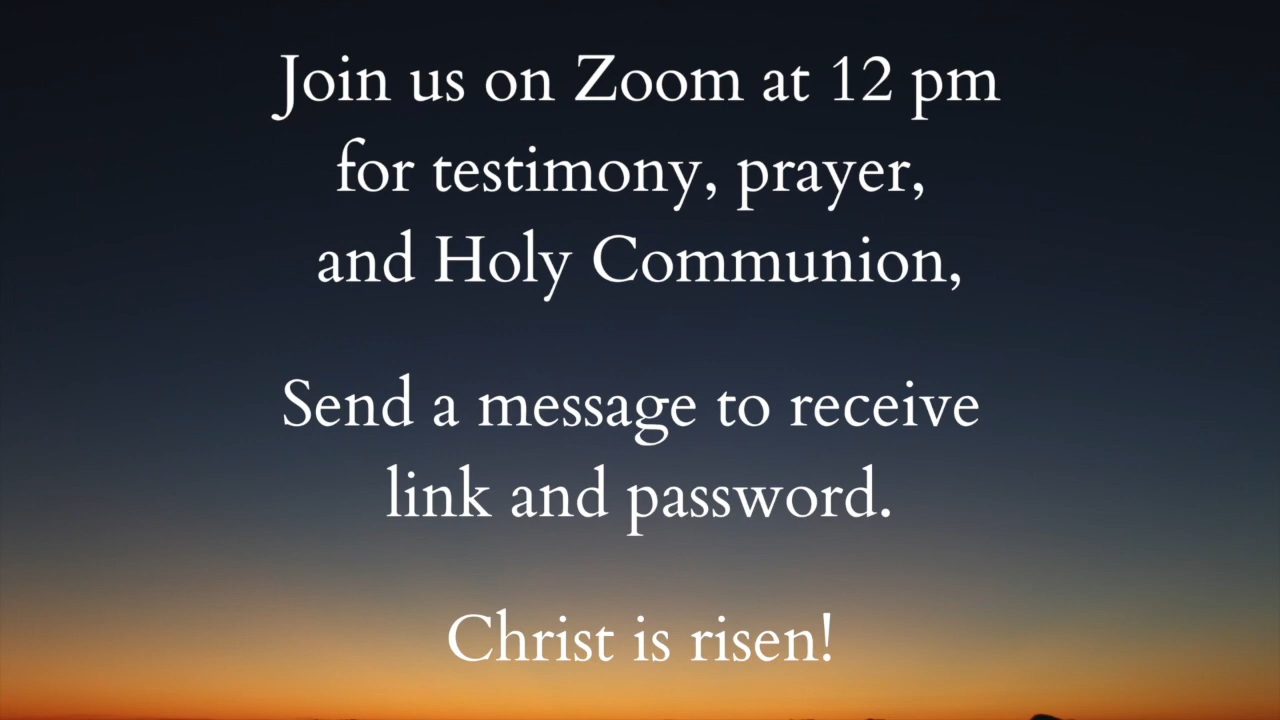 Join us on Zoom at 12 pm
for testimony, prayer,
and Holy Communion,
Send a message to receive
link and password.
Christ is risen!